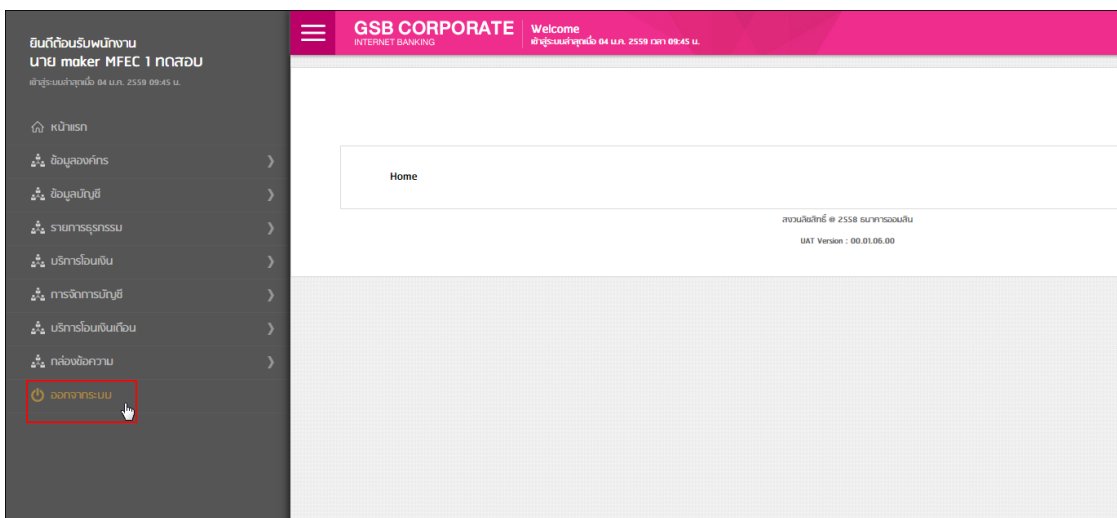 ยินดีต้อนรับพนักงาน
นาย maker MFEC 1 ทดสอบ
เข้าสู่ระบบล่าสุดเมื่อ 04 ม.ค. 2559 09:45 น.
หน้าแรก
ข้อมูลองค์กร
ข้อมูลบัญชี
รายการธุรกรรม
บริการโอนเงิน
การจัดการบัญชี
บริการโอนเงินเดือน
กล่องข้อความ
ออกจากระบบ
GSB CORPORATE
INTERNET BANKING
Welcome
เข้าสู่ระบบล่าสุดเมื่อ 04 ม.ค. 2559 เวลา 09:45 น.
Home
สงวนลิขสิทธิ์ @ 2558 ธนาคารออมสิน
UAT Version : 00.01.06.00